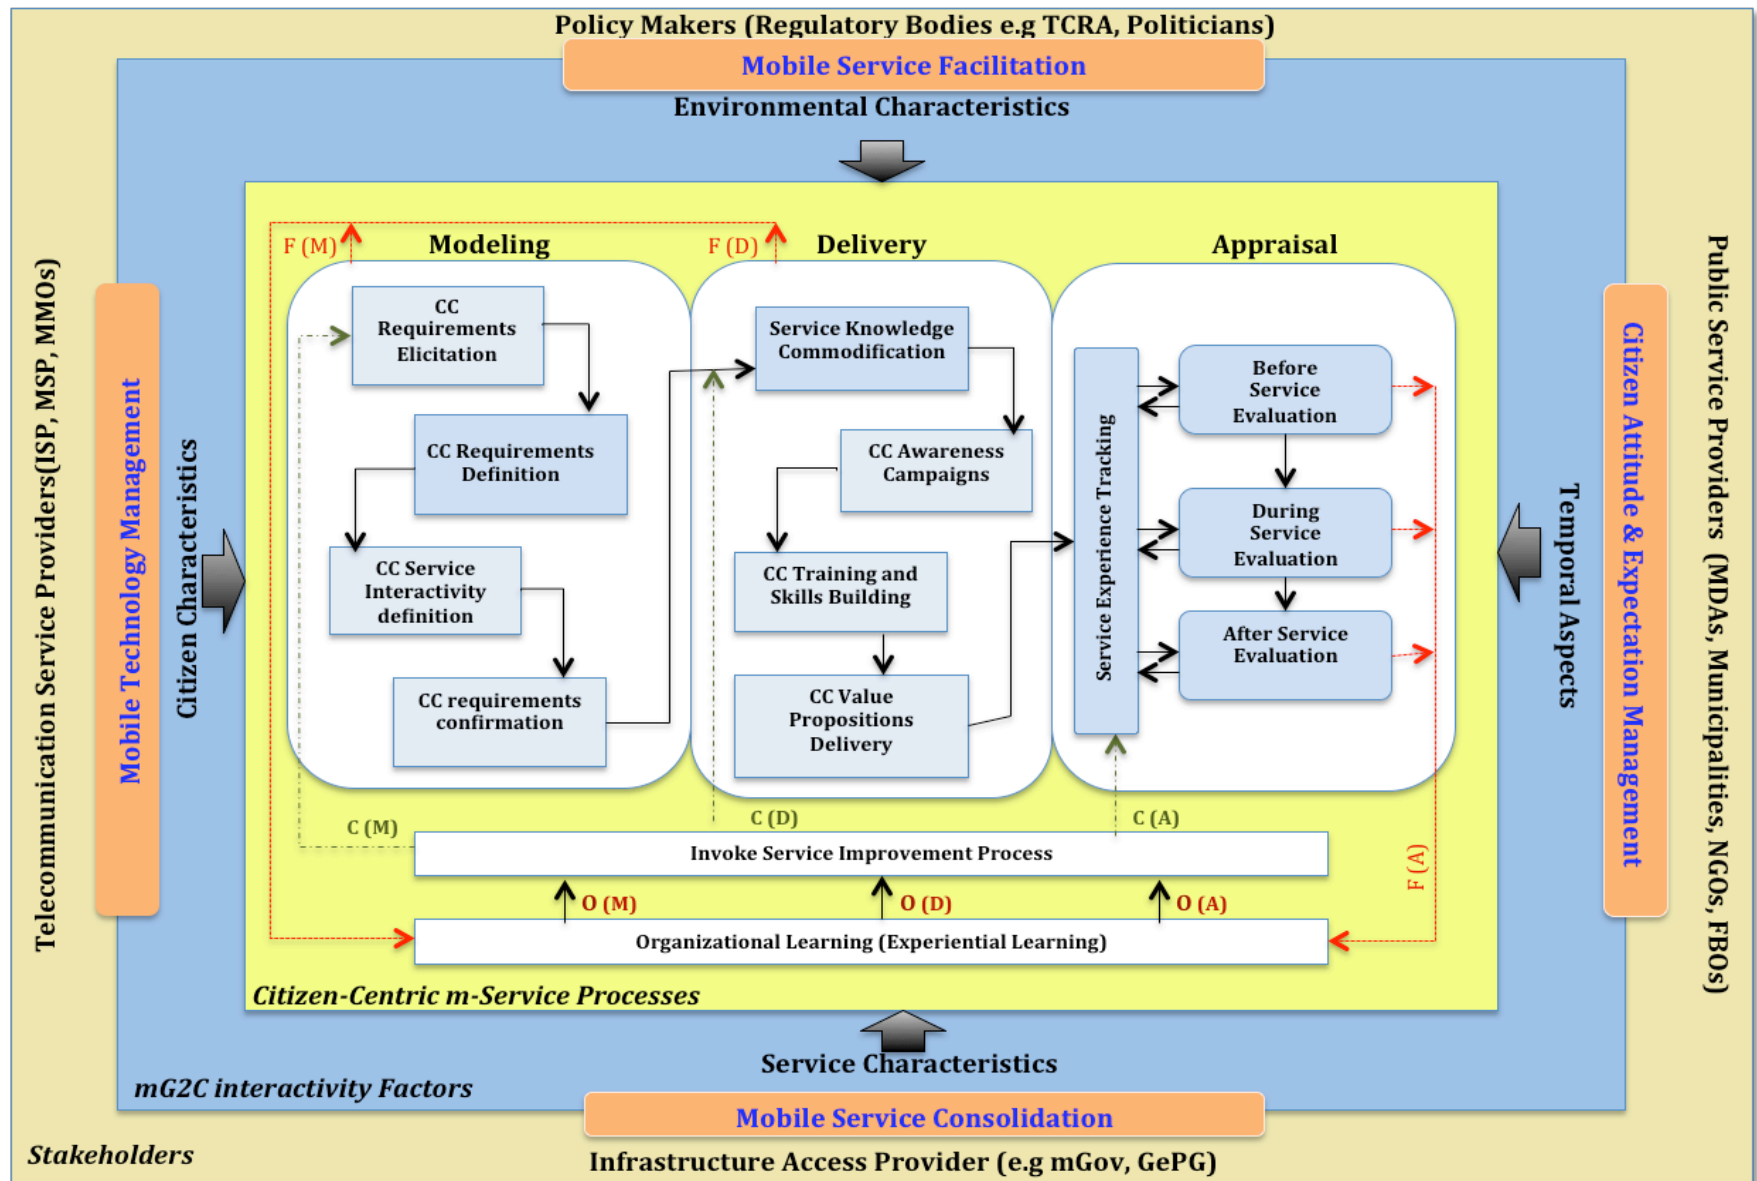 Policy Makers (Regulatory Bodies e.g TCRA, Politicians)
Mobile Service Facilitation
Environmental Characteristics
Telecommunication Service Providers(ISP, MSP, MMOs)
Mobile Technology Management
Citizen Characteristics
F (M)
Modeling
CC
Requirements
Elicitation
CC Requirements
Definition
CC Service
Interactivity
definition
CC requirements
confirmation
F (D)
Delivery
Service Knowledge
Commodification
CC Awareness
Campaigns
CC Training and
Skills Building
CC Value
Propositions
Delivery
Appraisal
Service Experience Tracking
Before
Service
Evaluation
During
Service
Evaluation
After Service
Evaluation
F (A)
C (M)
C (D)
C (A)
Invoke Service Improvement Process
O (M)
O (D)
O (A)
Organizational Learning (Experiential Learning)
Citizen-Centric m-Service Processes
Temporal Aspects
Citizen Attitude & Expectation Management
Public Service Providers (MDAs, Municipalities, NGOs, FBOs)
Service Characteristics
mG2C interactivity Factors
Mobile Service Consolidation
Stakeholders
Infrastructure Access Provider (e.g mGov, GePG)